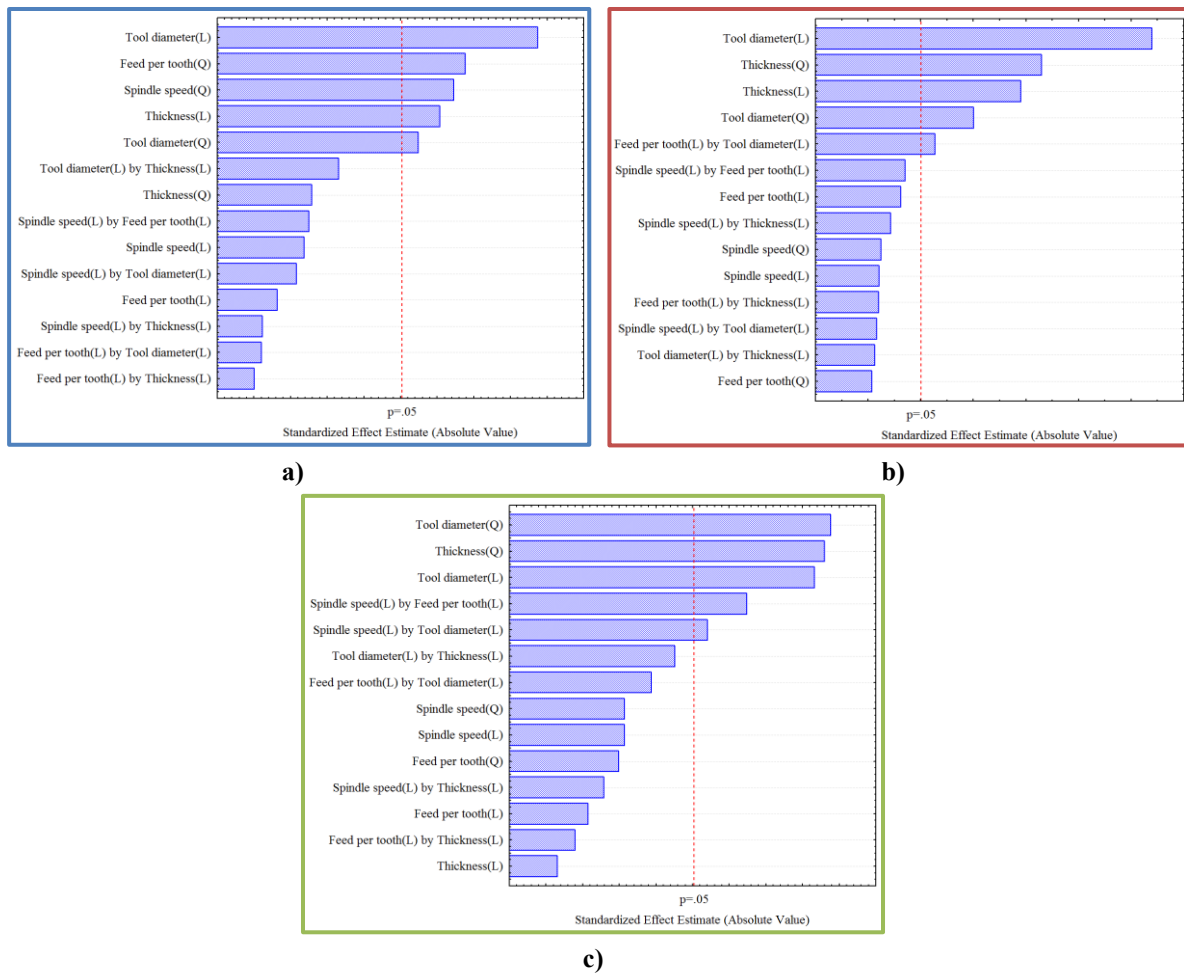 Tool diameter(L)
Feed per tooth(Q)
Spindle speed(Q)
Thickness(L)
Tool diameter(Q)
Tool diameter(L) by Thickness(L)
Thickness(Q)
Spindle speed(L) by Feed per tooth(L)
Spindle speed(L)
Spindle speed(L) by Tool diameter(L)
Feed per tooth(L)
Spindle speed(L) by Thickness(L)
Feed per tooth(L) by Tool diameter(L)
Feed per tooth(L) by Thickness(L)
p=.05
Standardized Effect Estimate (Absolute Value)
a)
Tool diameter(L)
Thickness(Q)
Thickness(L)
Tool diameter(Q)
Feed per tooth(L) by Tool diameter(L)
Spindle speed(L) by Feed per tooth(L)
Feed per tooth(L)
Spindle speed(L) by Thickness(L)
Spindle speed(Q)
Spindle speed(L)
Feed per tooth(L) by Thickness(L)
Spindle speed(L) by Tool diameter(L)
Tool diameter(L) by Thickness(L)
Feed per tooth(Q)
p=.05
Standardized Effect Estimate (Absolute Value)
b)
Tool diameter(Q)
Thickness(Q)
Tool diameter(L)
Spindle speed(L) by Feed per tooth(L)
Spindle speed(L) by Tool diameter(L)
Tool diameter(L) by Thickness(L)
Feed per tooth(L) by Tool diameter(L)
Spindle speed(Q)
Spindle speed(L)
Feed per tooth(Q)
Spindle speed(L) by Thickness(L)
Feed per tooth(L)
Feed per tooth(L) by Thickness(L)
Thickness(L)
p=.05
Standardized Effect Estimate (Absolute Value)
c)